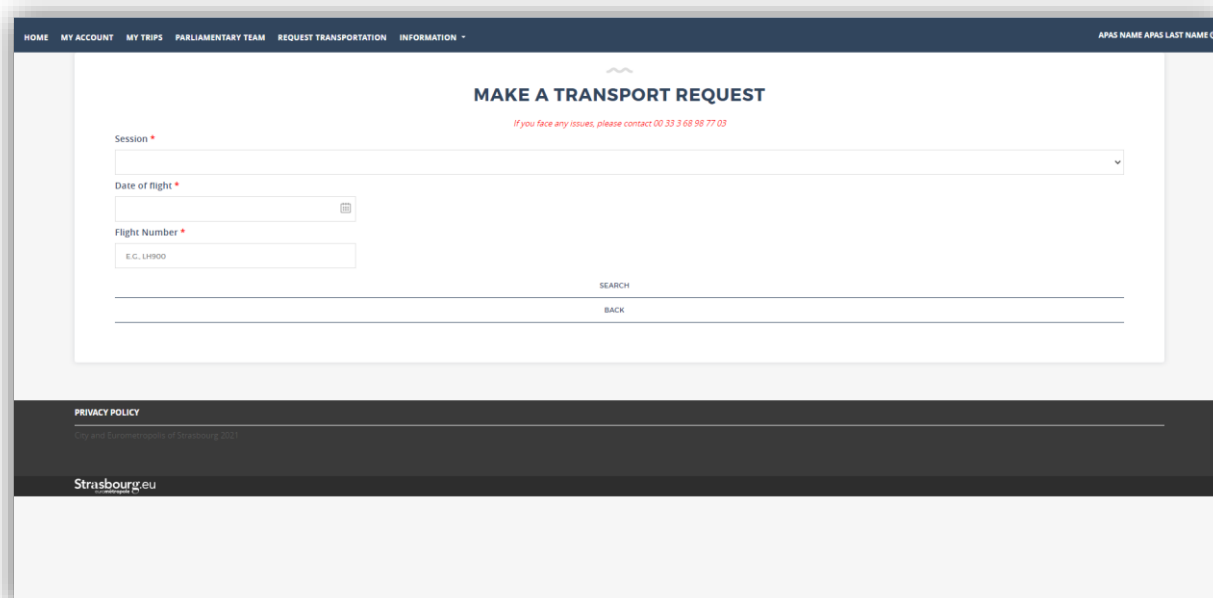 HOME MY ACCOUNT MY TRIPS PARLIAMENTARY TEAM REQUEST TRANSPORTATION INFORMATION
APAS NAME APAS LAST NAME
MAKE A TRANSPORT REQUEST
If you face any issues, please contact 00 33 3 68 98 77 03
Session *
Date of flight *
Flight Number *
E.G., LH900
SEARCH
BACK
PRIVACY POLICY
City and Eurometropolis of Strasbourg 2021
Strasbourg.eu
eurométropole